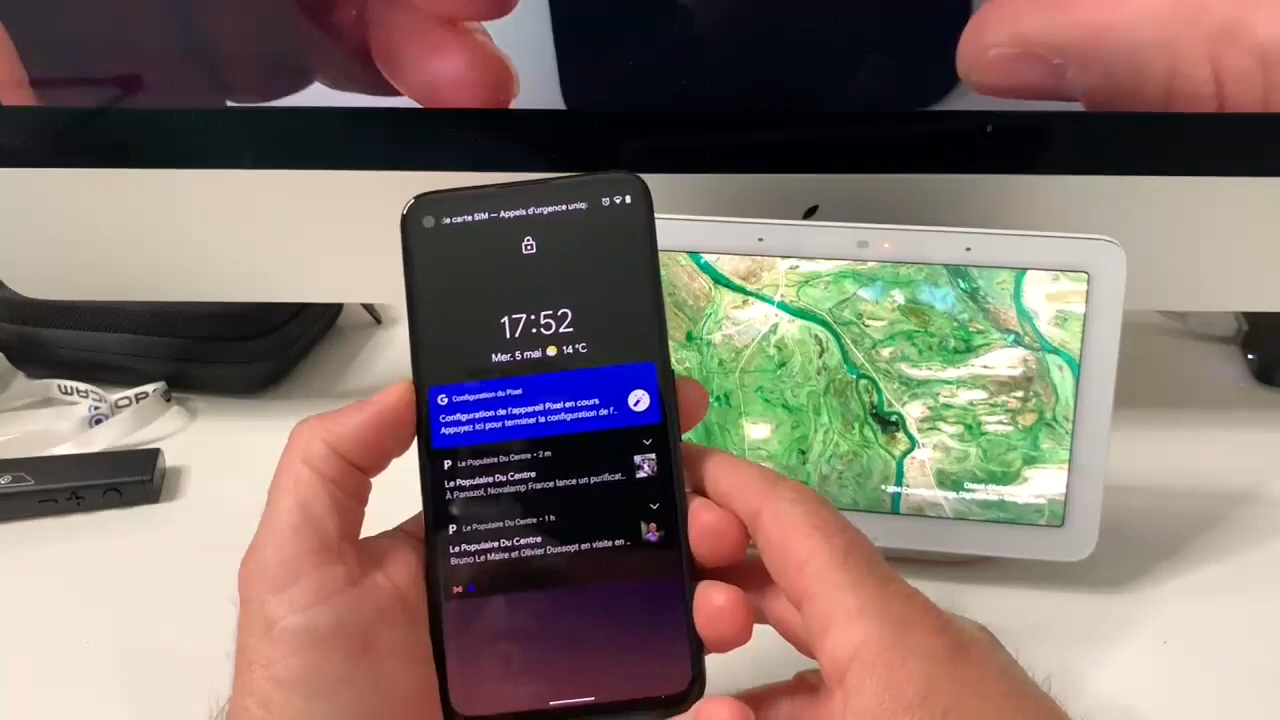 de carte SIM — Appels d'urgence uniq
17:52
Mer. 5 mai 14 °C
G Configuration du Pixel
Configuration de l'appareil Pixel en cours
Appuyez ici pour terminer la configuration de l'..
P Le Populaire Du Centre • 2 m
Le Populaire Du Centre
À Panazol, Novalamp France lance un purificat..
P Le Populaire Du Centre • 1 h
Le Populaire Du Centre
Bruno Le Maire et Olivier Dussopt en visite en ..
© 2014